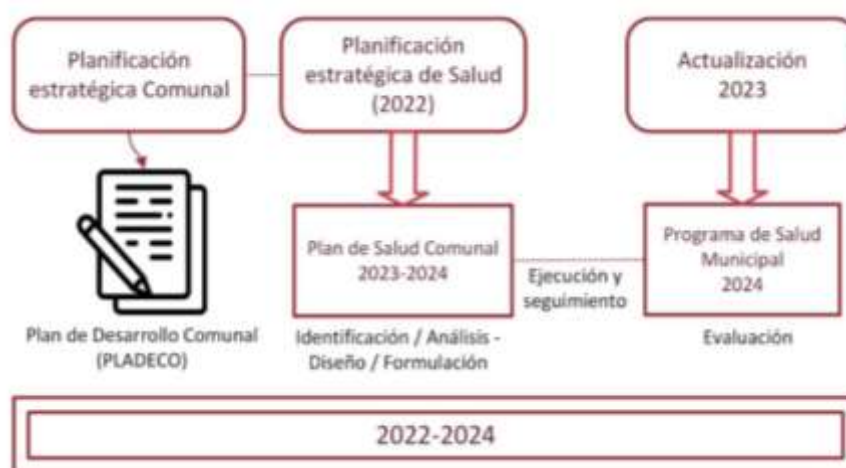 Planificación
estratégica Comunal
Planificación
estratégica de Salud
(2022)
Actualización
2023
Plan de Desarrollo Comunal
(PLADECO)
Plan de Salud Comunal
2023-2024
Identificación / Análisis -
Diseño / Formulación
Ejecución y
seguimiento
Programa de Salud
Municipal
2024
Evaluación
2022-2024